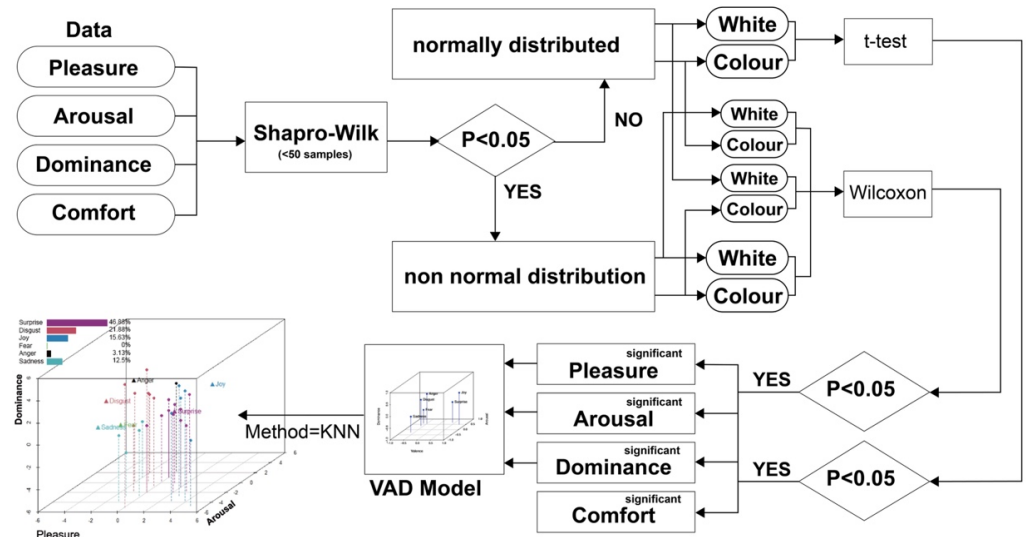 Data
Pleasure
Arousal
Dominance
Comfort
Shapro-Wilk
(<50 samples)
P<0.05
NO
YES
normally distributed
non normal distribution
White
Colour
White
Colour
White
Colour
White
Colour
t-test
Wilcoxon
P<0.05
YES
P<0.05
YES
significant
Pleasure
significant
Arousal
significant
Dominance
significant
Comfort
VAD Model
Method=KNN
Surprise 46.88%
Disgust 21.88%
Joy 15.63%
Fear 0%
Anger 3.13%
Sadness 12.5%
Dominance
Anger
Joy
Disgust
Surprise
Sadness
Arousal
Pleasure